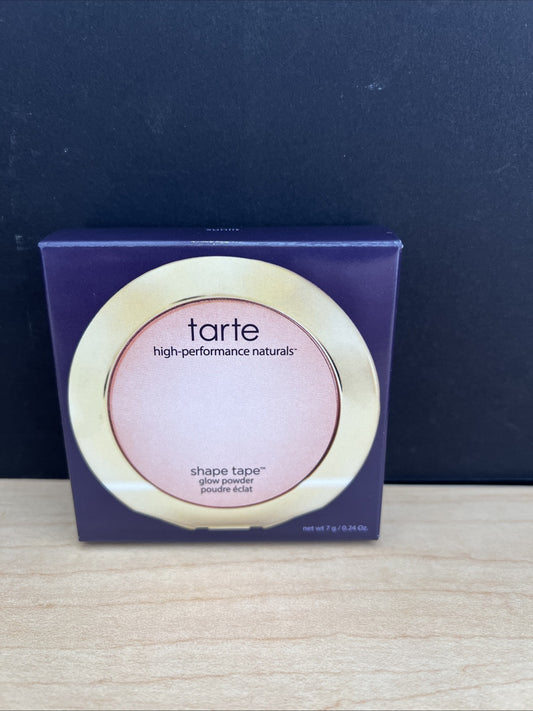 tarte
high-performance naturals™
shape tape™
glow powder
poudre éclat
net wt 7 g / 0.24 Oz.